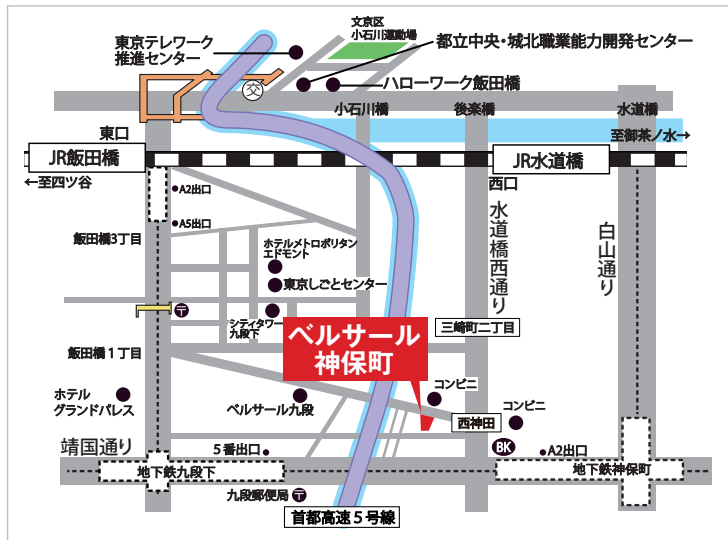 文京区
小石川運動場
東京テレワーク
推進センター
都立中央・城北職業能力開発センター
交
ハローワーク飯田橋
小石川橋
後楽橋
水道橋
東口
至御茶ノ水→
JR飯田橋
JR水道橋
←至四ツ谷
西口
A2出口
A5出口
水道橋西通り
白山通り
飯田橋3丁目
ホテルメトロポリタン
エドモント
東京しごとセンター
〒
シティタワー
九段下
三崎町二丁目
ベルサール
神保町
飯田橋1丁目
コンビニ
ホテル
グランドパレス
ベルサール九段
コンビニ
西神田
靖国通り
5番出口
BK
A2出口
地下鉄九段下
地下鉄神保町
九段郵便局〒
首都高速5号線